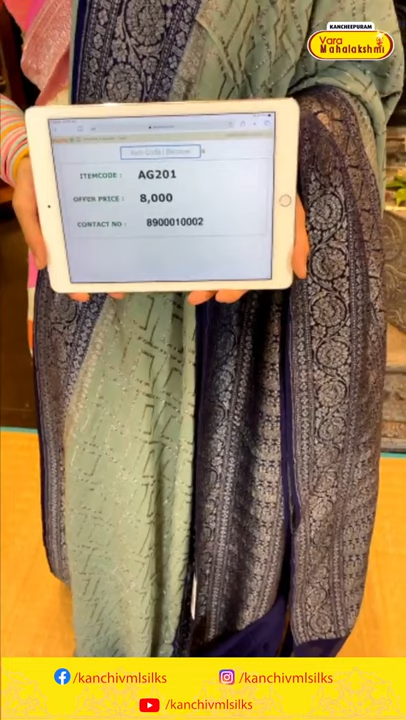 KANCHEEPURAM
Vara
Mahalakshmi
ITEMCODE : AG201
OFFER PRICE : 8,000
CONTACT NO : 8900010002
/kanchivmlsilks
/kanchivmlsilks
/kanchivmlsilks